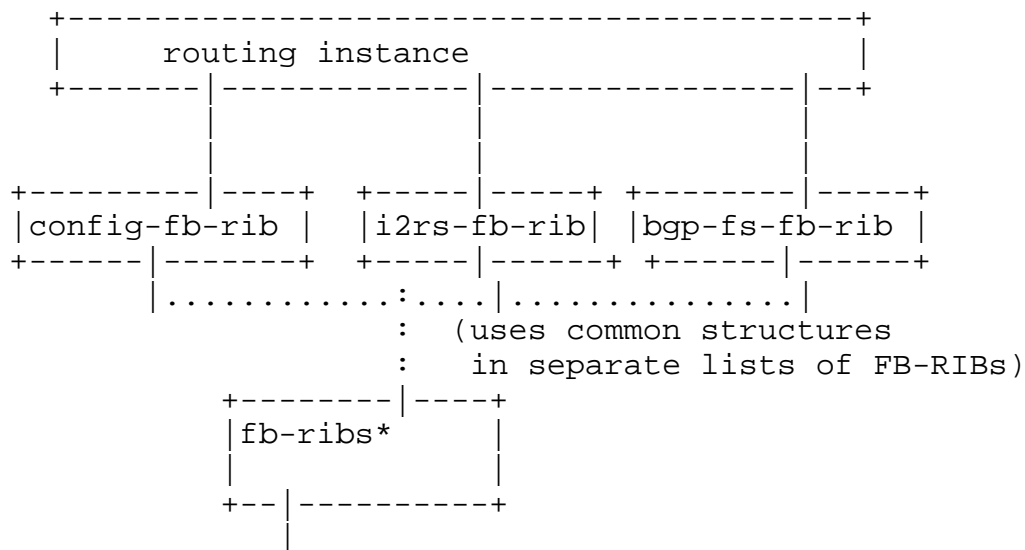 routing instance
config-fb-rib i2rs-fb-rib bgp-fs-fb-rib
(uses common structures
in separate lists of FB-RIBs)
fb-ribs*